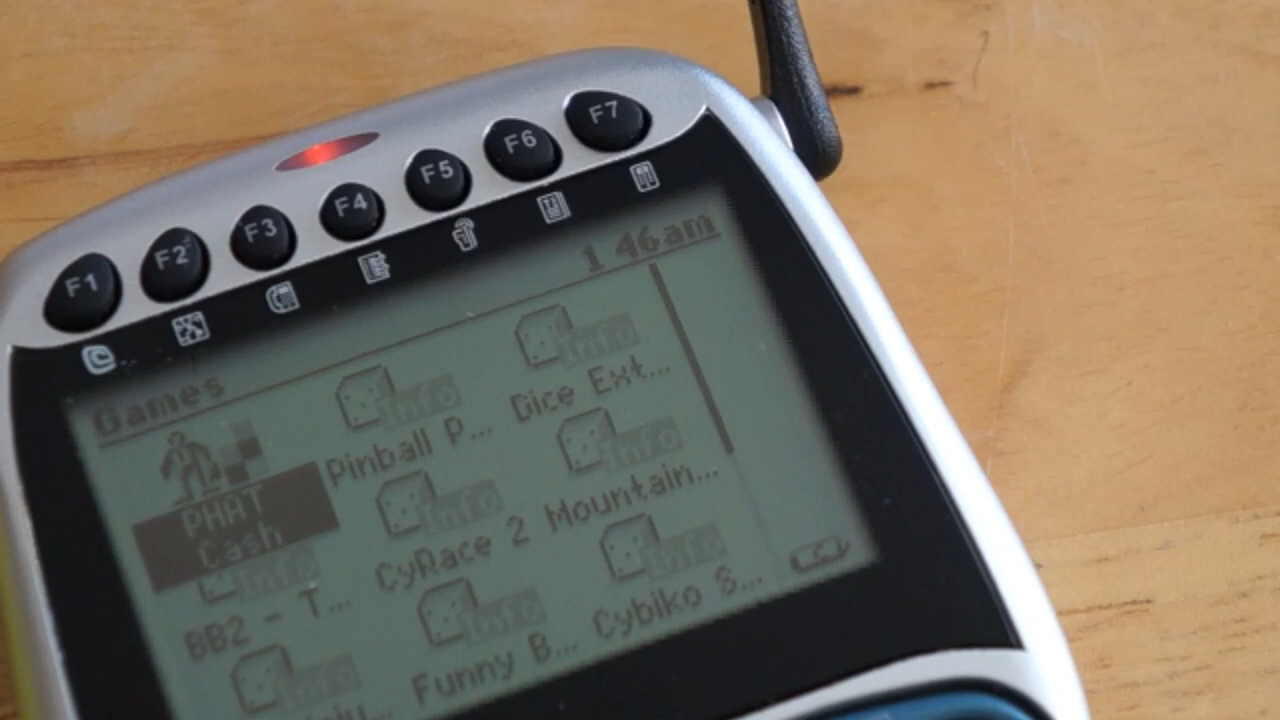 F1 F2 F3 F4 F5 F6 F7
1 46am
Games
PHAT
Cash
Info
Pinball P...
Info
Dice Ext...
Info
BB2 - T...
Info
CyRace 2
Info
Mountain...
Info
Info
Funny B...
Info
Cybiko S...